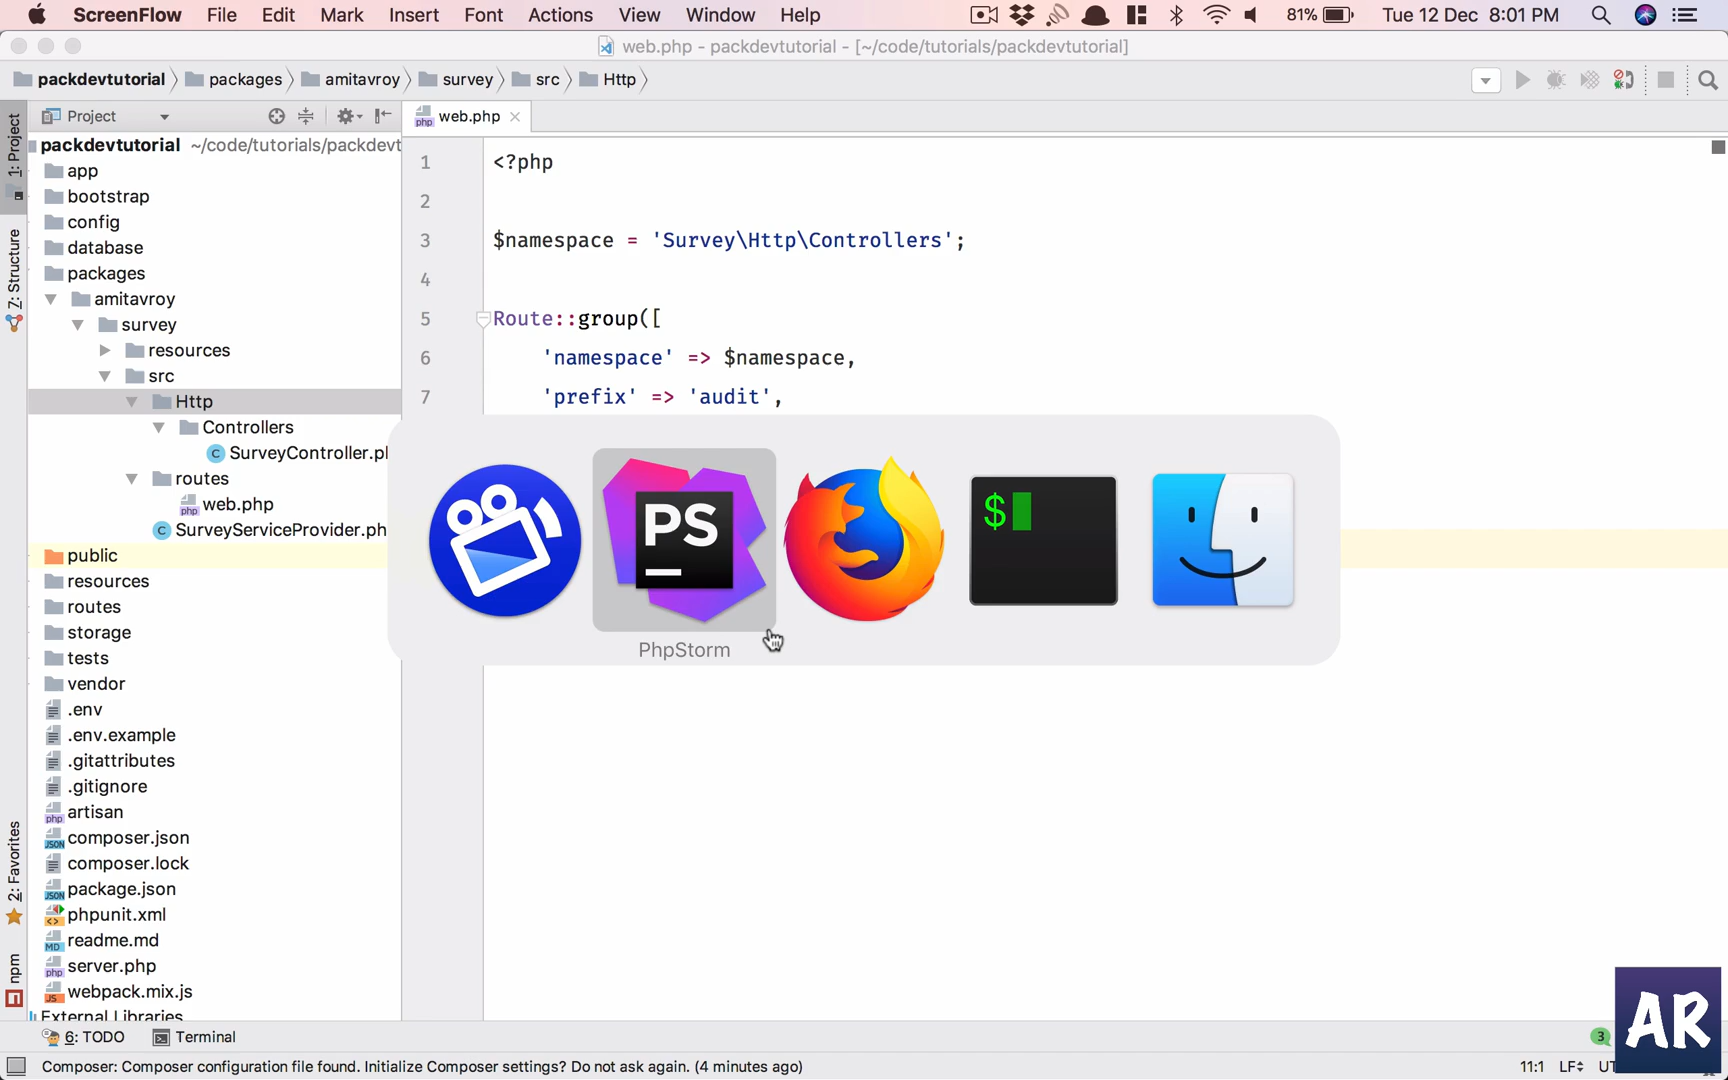 ScreenFlow File Edit Mark Insert Font Actions View Window Help 81% Tue 12 Dec 8:01 PM
web.php - packdevtutorial - [~/code/tutorials/packdevtutorial]
packdevtutorial packages amitavroy survey src Http
1: Project
7: Structure
2: Favorites
npm
Project
packdevtutorial ~/code/tutorials/packdevt
app
bootstrap
config
database
packages
amitavroy
survey
resources
src
Http
Controllers
SurveyController.pl
routes
web.php
SurveyServiceProvider.ph
public
resources
routes
storage
tests
vendor
.env
.env.example
.gitattributes
.gitignore
artisan
composer.json
composer.lock
package.json
phpunit.xml
readme.md
server.php
webpack.mix.js
External Libraries
web.php
1 <?php
2
3 $namespace = 'Survey\Http\Controllers';
4
5 Route::group([
6 'namespace' => $namespace,
7 'prefix' => 'audit',
PS
$
PhpStorm
6: TODO Terminal 3
Composer: Composer configuration file found. Initialize Composer settings? Do not ask again. (4 minutes ago) 11:1 LF UT
AR